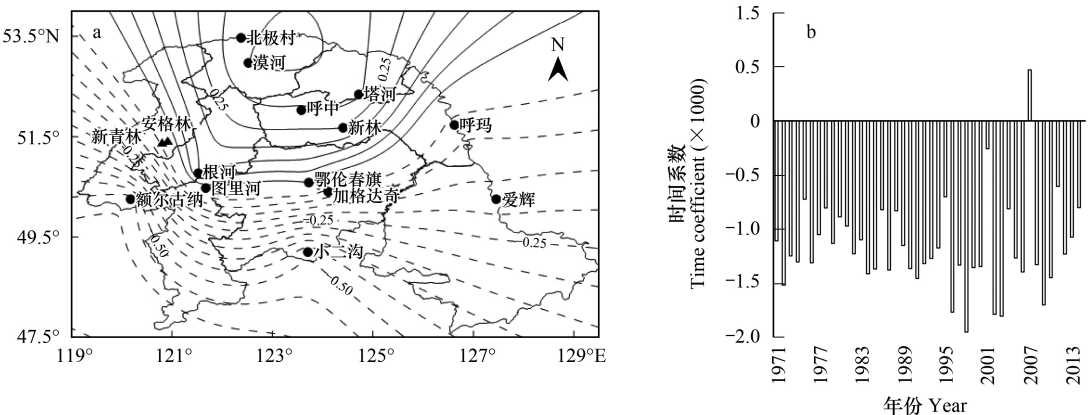 a
N
53.5°N
51.5°
49.5°
47.5°
119°
121°
123°
125°
127°
129°E
北极村
漠河
塔河
呼中
新林
呼玛
安格林
新青林
根河
图里河
鄂伦春旗
加格达奇
额尔古纳
爱辉
小二沟
0.25
0.25
-0.25
-0.25
-0.25
-0.50
-0.50
b
时间系数
Time coefficient (×1000)
1.5
0.5
0
−0.5
−1.0
−1.5
−2.0
1971
1977
1983
1989
1995
2001
2007
2013
年份 Year